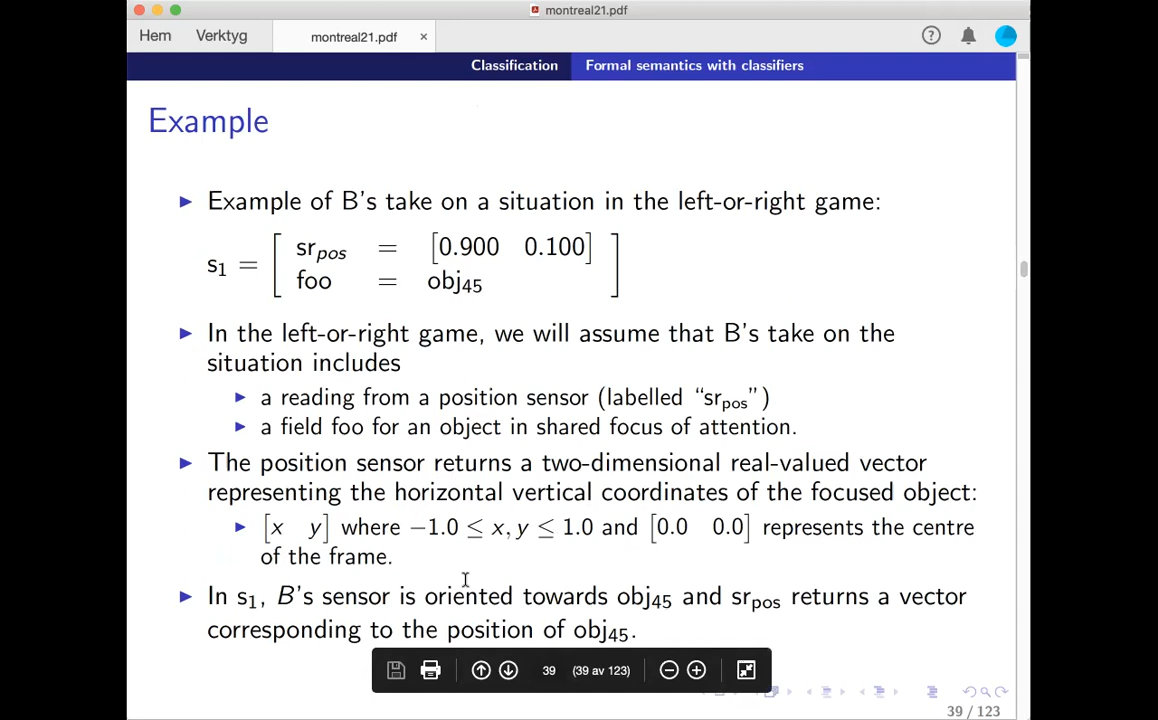 montreal21.pdf
Hem Verktyg montreal21.pdf ×
Classification Formal semantics with classifiers
Example
Example of B's take on a situation in the left-or-right game:
s1 = [ srpos = [0.900 0.100]
foo = obj45 ]
In the left-or-right game, we will assume that B's take on the
situation includes
a reading from a position sensor (labelled “srpos”)
a field foo for an object in shared focus of attention.
The position sensor returns a two-dimensional real-valued vector
representing the horizontal vertical coordinates of the focused object:
[x y] where −1.0 ≤ x, y ≤ 1.0 and [0.0 0.0] represents the centre
of the frame.
In s1, B's sensor is oriented towards obj45 and srpos returns a vector
corresponding to the position of obj45.
39 (39 av 123)
39 / 123